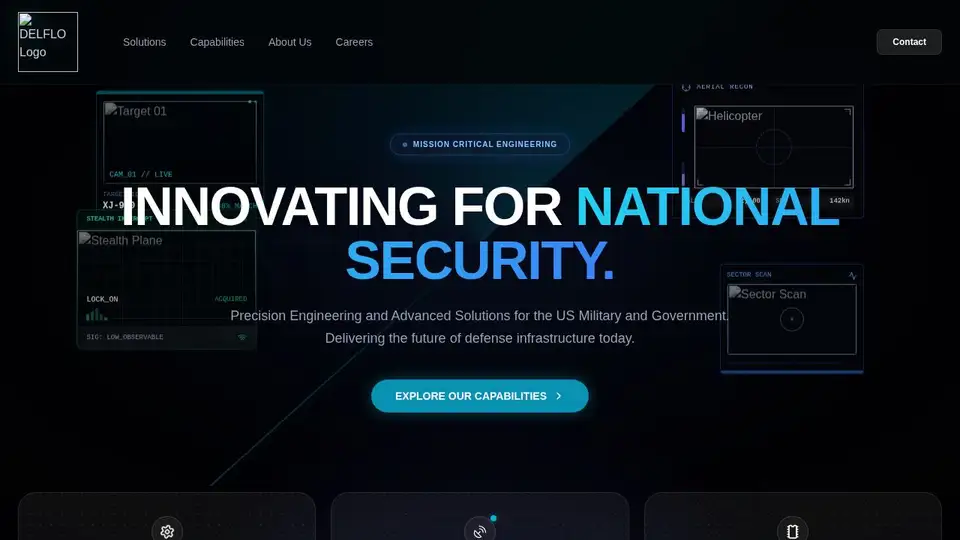 DELFLO
Logo
Solutions
Capabilities
About Us
Careers
Contact
Target 01
CAM_01 // LIVE
AERIAL RECON
Helicopter
142kn
MISSION CRITICAL ENGINEERING
INNOVATING FOR NATIONAL
SECURITY.
Stealth Plane
LOCK_ON
ACQUIRED
SIG: LOW_OBSERVABLE
SECTOR SCAN
Sector Scan
Precision Engineering and Advanced Solutions for the US Military and Government.
Delivering the future of defense infrastructure today.
EXPLORE OUR CAPABILITIES